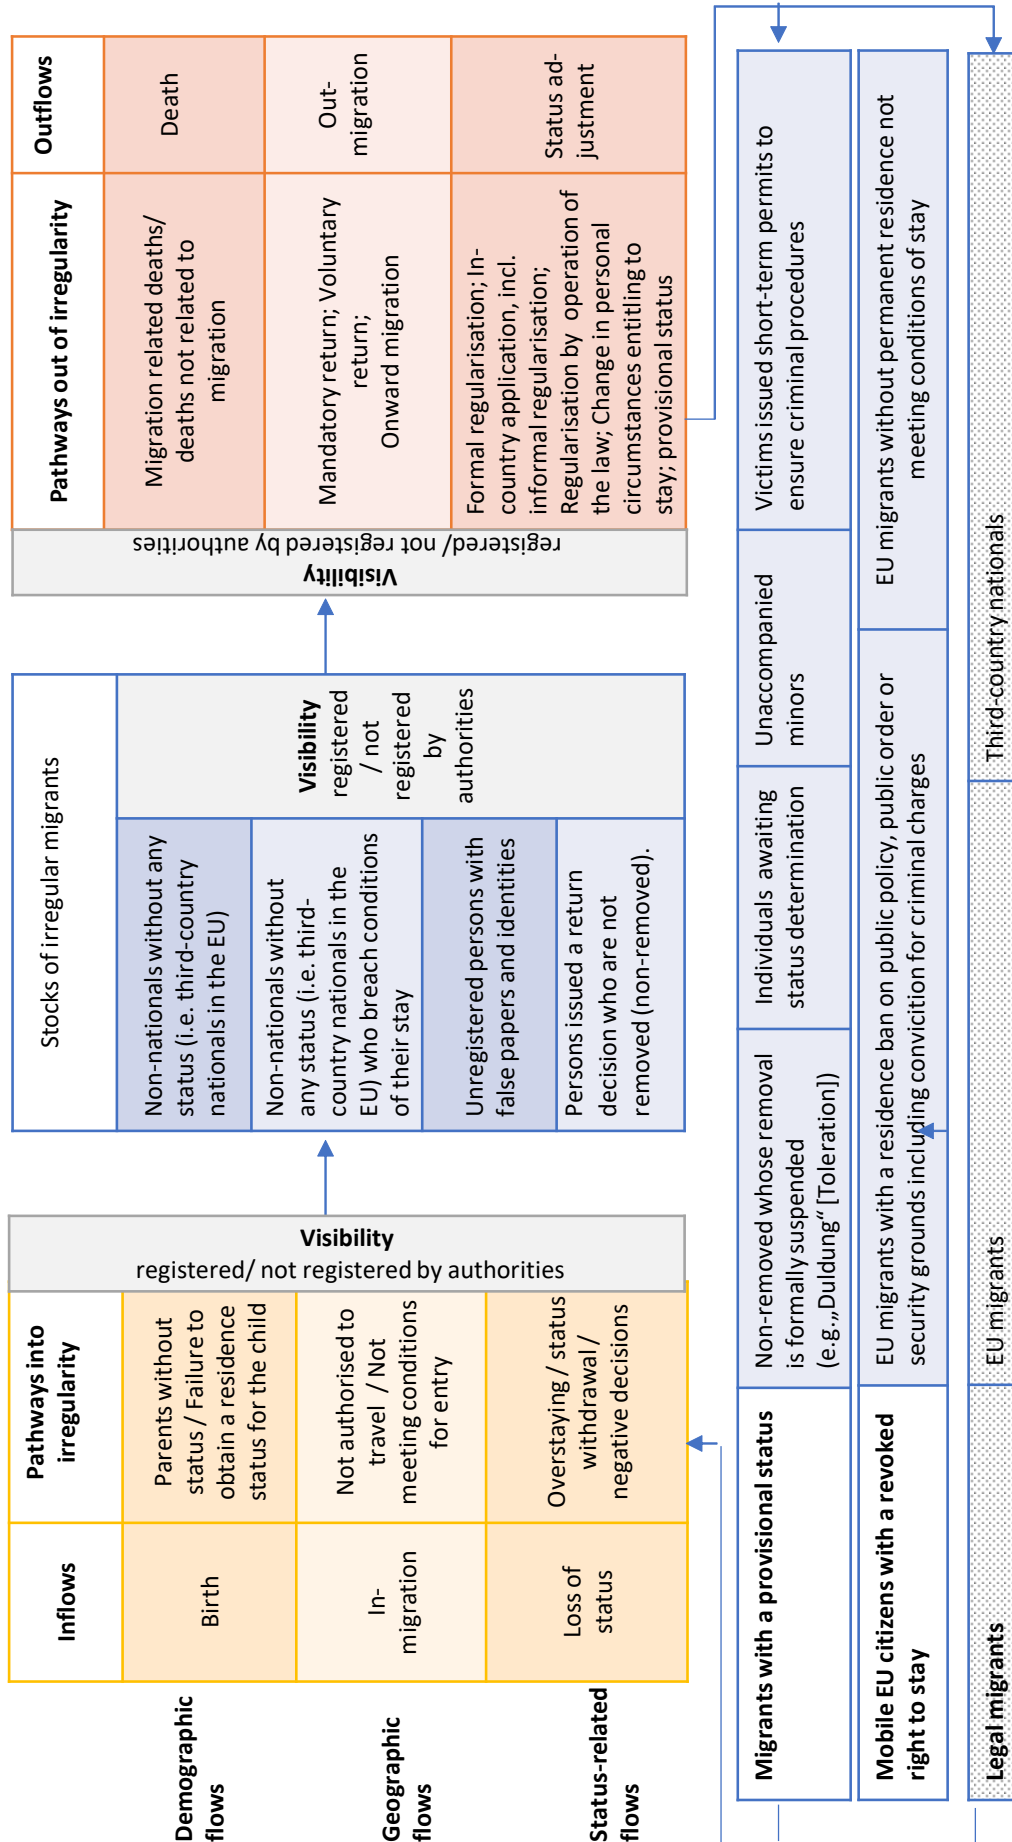 Inflows
Pathways into
irregularity
Demographic
flows
Birth
Parents without
status / Failure to
obtain a residence
status for the child
Geographic
flows
In-
migration
Not authorised to
travel / Not
meeting conditions
for entry
Status-related
flows
Loss of
status
Overstaying / status
withdrawal /
negative decisions
Visibility
registered/ not registered by authorities
Stocks of irregular migrants
Non-nationals without any
status (i.e. third-country
nationals in the EU)
Non-nationals without
any status (i.e. third-
country nationals in the
EU) who breach conditions
of their stay
Unregistered persons with
false papers and identities
Persons issued a return
decision who are not
removed (non-removed).
Visibility
registered
/ not
registered
by
authorities
Visibility
registered/ not registered by authorities
Pathways out of irregularity
Outflows
Migration related deaths/
deaths not related to
migration
Death
Mandatory return; Voluntary
return;
Onward migration
Out-
migration
Formal regularisation; In-
country application, incl.
informal regularisation;
Regularisation by operation of
the law; Change in personal
circumstances entitling to
stay; provisional status
Status ad-
justment
Migrants with a provisional status
Non-removed whose removal
is formally suspended
(e.g.„Duldung“ [Toleration])
Individuals awaiting
status determination
Unaccompanied
minors
Victims issued short-term permits to
ensure criminal procedures
Mobile EU citizens with a revoked
right to stay
EU migrants with a residence ban on public policy, public order or
security grounds including conviction for criminal charges
EU migrants without permanent residence not
meeting conditions of stay
Legal migrants
EU migrants
Third-country nationals